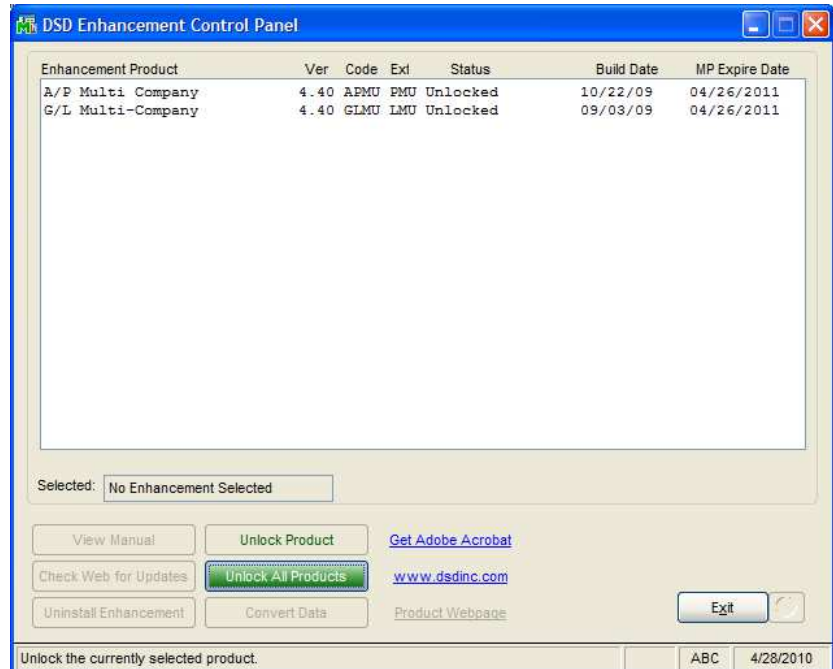 DSD Enhancement Control Panel
Enhancement Product Ver Code Ext Status Build Date MP Expire Date
A/P Multi Company 4.40 APMU PMU Unlocked 10/22/09 04/26/2011
G/L Multi-Company 4.40 GLMU LMU Unlocked 09/03/09 04/26/2011
Selected: No Enhancement Selected
View Manual Unlock Product Get Adobe Acrobat
Check Web for Updates Unlock All Products www.dsdinc.com
Uninstall Enhancement Convert Data Product Webpage Exit
Unlock the currently selected product. ABC 4/28/2010